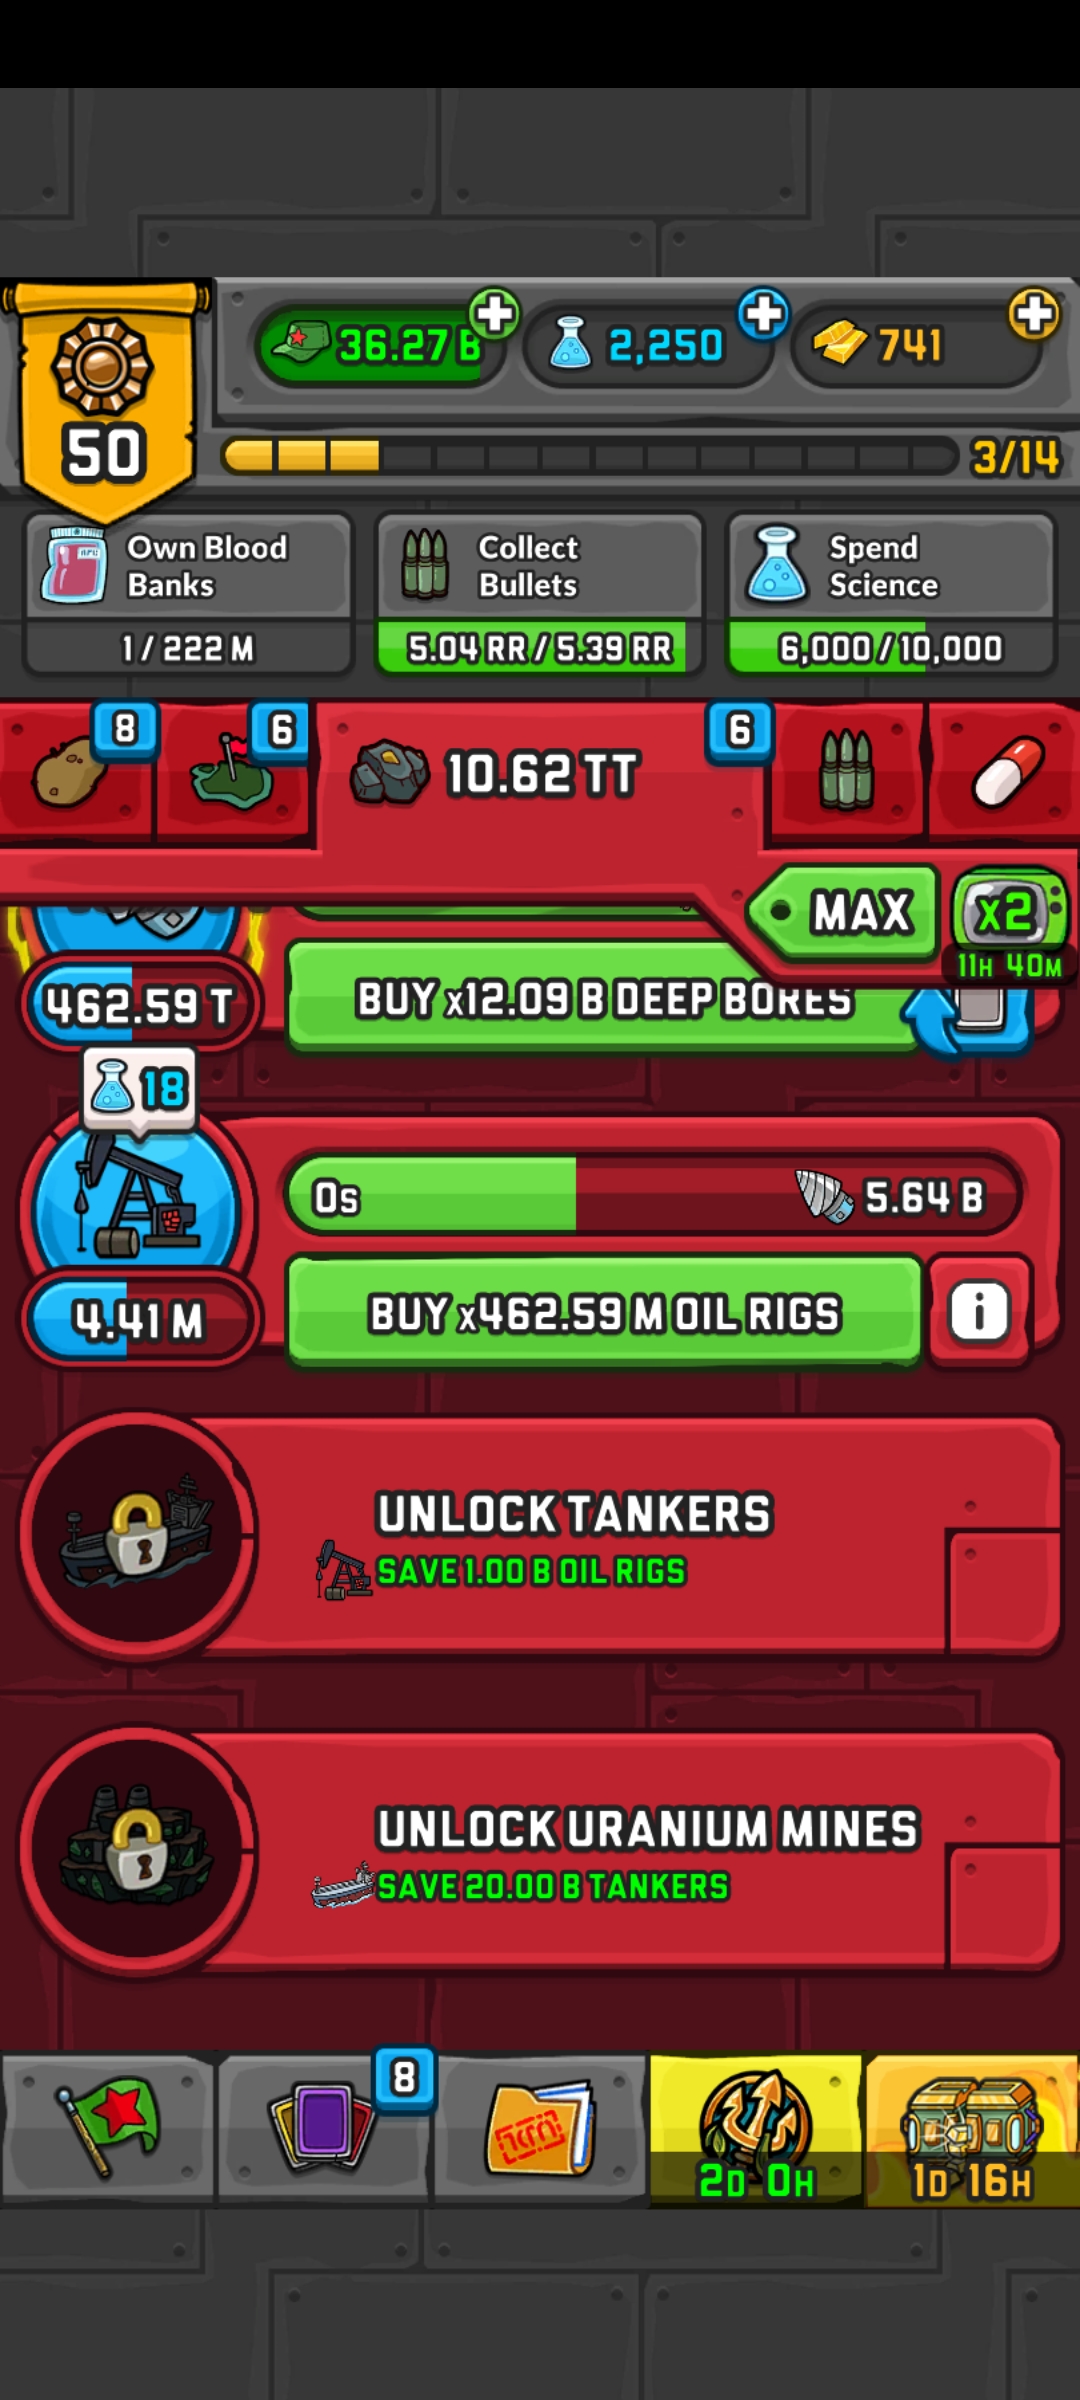 36.27 B
2,250
741
50
3/14
Own Blood
Banks
1 / 222 M
Collect
Bullets
5.04 RR / 5.39 RR
Spend
Science
6,000 / 10,000
8
6
10.62 TT
6
MAX
x2
11H 40M
462.59 T
BUY x12.09 B DEEP BORES
18
0s
5.64 B
4.41 M
BUY x462.59 M OIL RIGS
i
UNLOCK TANKERS
SAVE 1.00 B OIL RIGS
UNLOCK URANIUM MINES
SAVE 20.00 B TANKERS
8
2D 0H
1D 16H